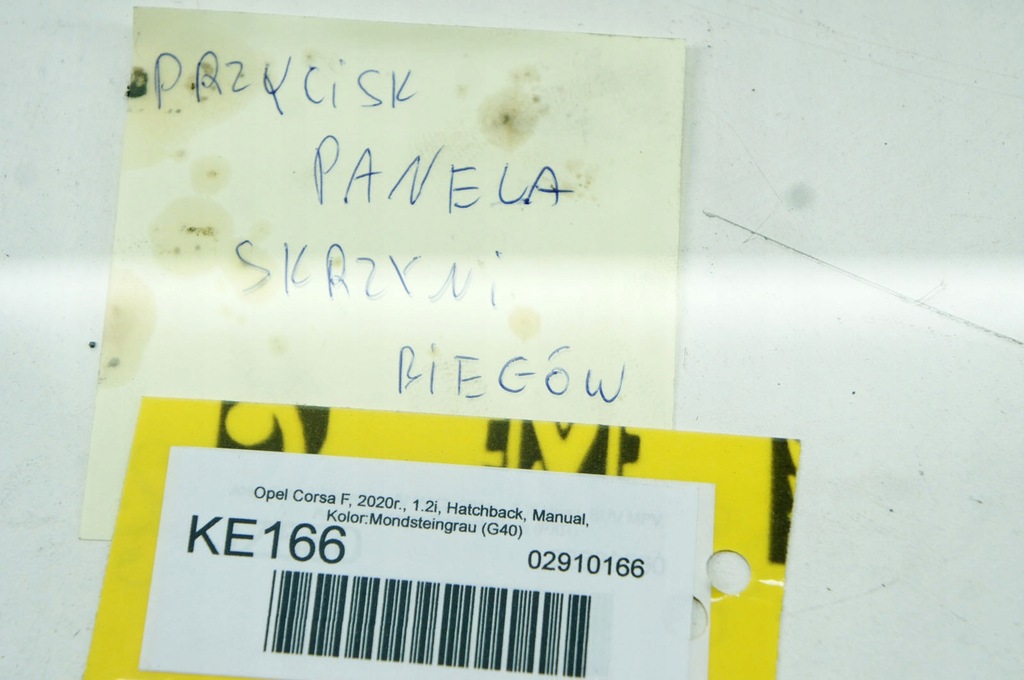 PRZYCiSK
PANELA
SKRZYNi
BiEGÓW
Opel Corsa F, 2020r., 1.2i, Hatchback, Manual,
Kolor:Mondsteingrau (G40)
KE166
02910166